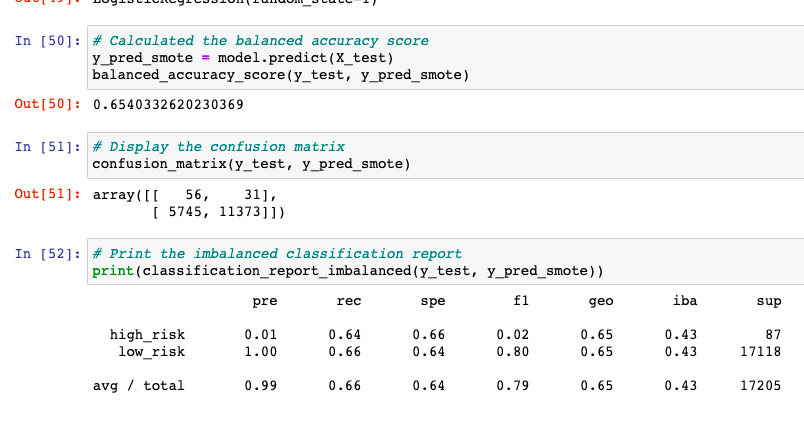 Out[49]: LogisticRegression(random_state=1)
In [50]: # Calculated the balanced accuracy score
y_pred_smote = model.predict(X_test)
balanced_accuracy_score(y_test, y_pred_smote)
Out[50]: 0.6540332620230369
In [51]: # Display the confusion matrix
confusion_matrix(y_test, y_pred_smote)
Out[51]: array([[   56,    31],
       [ 5745, 11373]])
In [52]: # Print the imbalanced classification report
print(classification_report_imbalanced(y_test, y_pred_smote))
pre rec spe f1 geo iba sup
high_risk 0.01 0.64 0.66 0.02 0.65 0.43 87
low_risk 1.00 0.66 0.64 0.80 0.65 0.43 17118
avg / total 0.99 0.66 0.64 0.79 0.65 0.43 17205